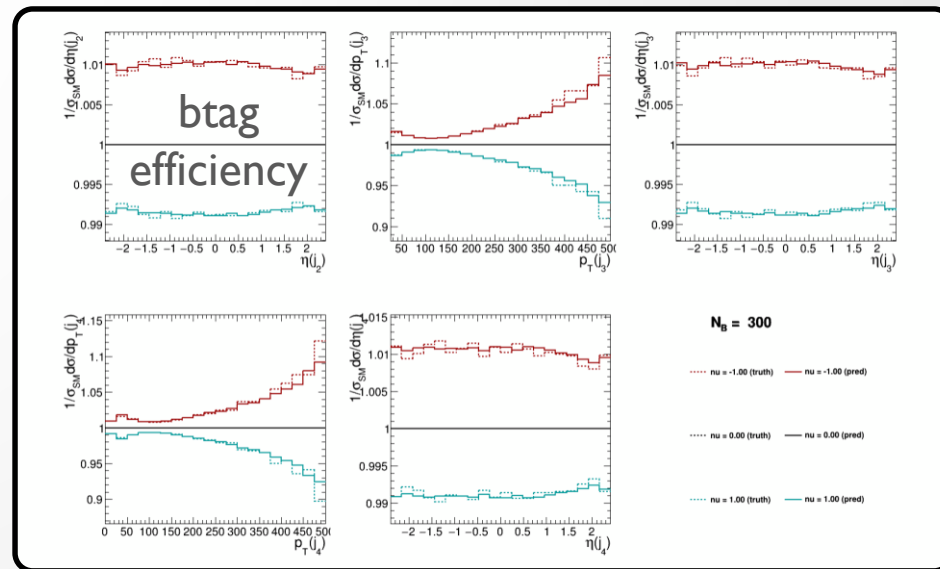 1/σ_SM dσ/dη(j_2)
1.01
1.005
1
0.995
0.99
btag
efficiency
−2 −1.5 −1 −0.5 0 0.5 1 1.5 2
η(j_2)
1/σ_SM dσ/dp_T(j_3)
1.1
1.05
1
0.95
0.9
50 100 150 200 250 300 350 400 450 500
p_T(j_3)
1/σ_SM dσ/dη(j_3)
1.01
1.005
1
0.995
0.99
−2 −1.5 −1 −0.5 0 0.5 1 1.5 2
η(j_3)
1/σ_SM dσ/dp_T(j_4)
1.15
1.1
1.05
1
0.95
0.9
0 50 100 150 200 250 300 350 400 450 500
p_T(j_4)
1/σ_SM dσ/dη(j_4)
1.015
1.01
1.005
1
0.995
0.99
−2 −1.5 −1 −0.5 0 0.5 1 1.5 2
η(j_4)
N_B = 300
nu = -1.00 (truth) nu = -1.00 (pred)
nu = 0.00 (truth) nu = 0.00 (pred)
nu = 1.00 (truth) nu = 1.00 (pred)